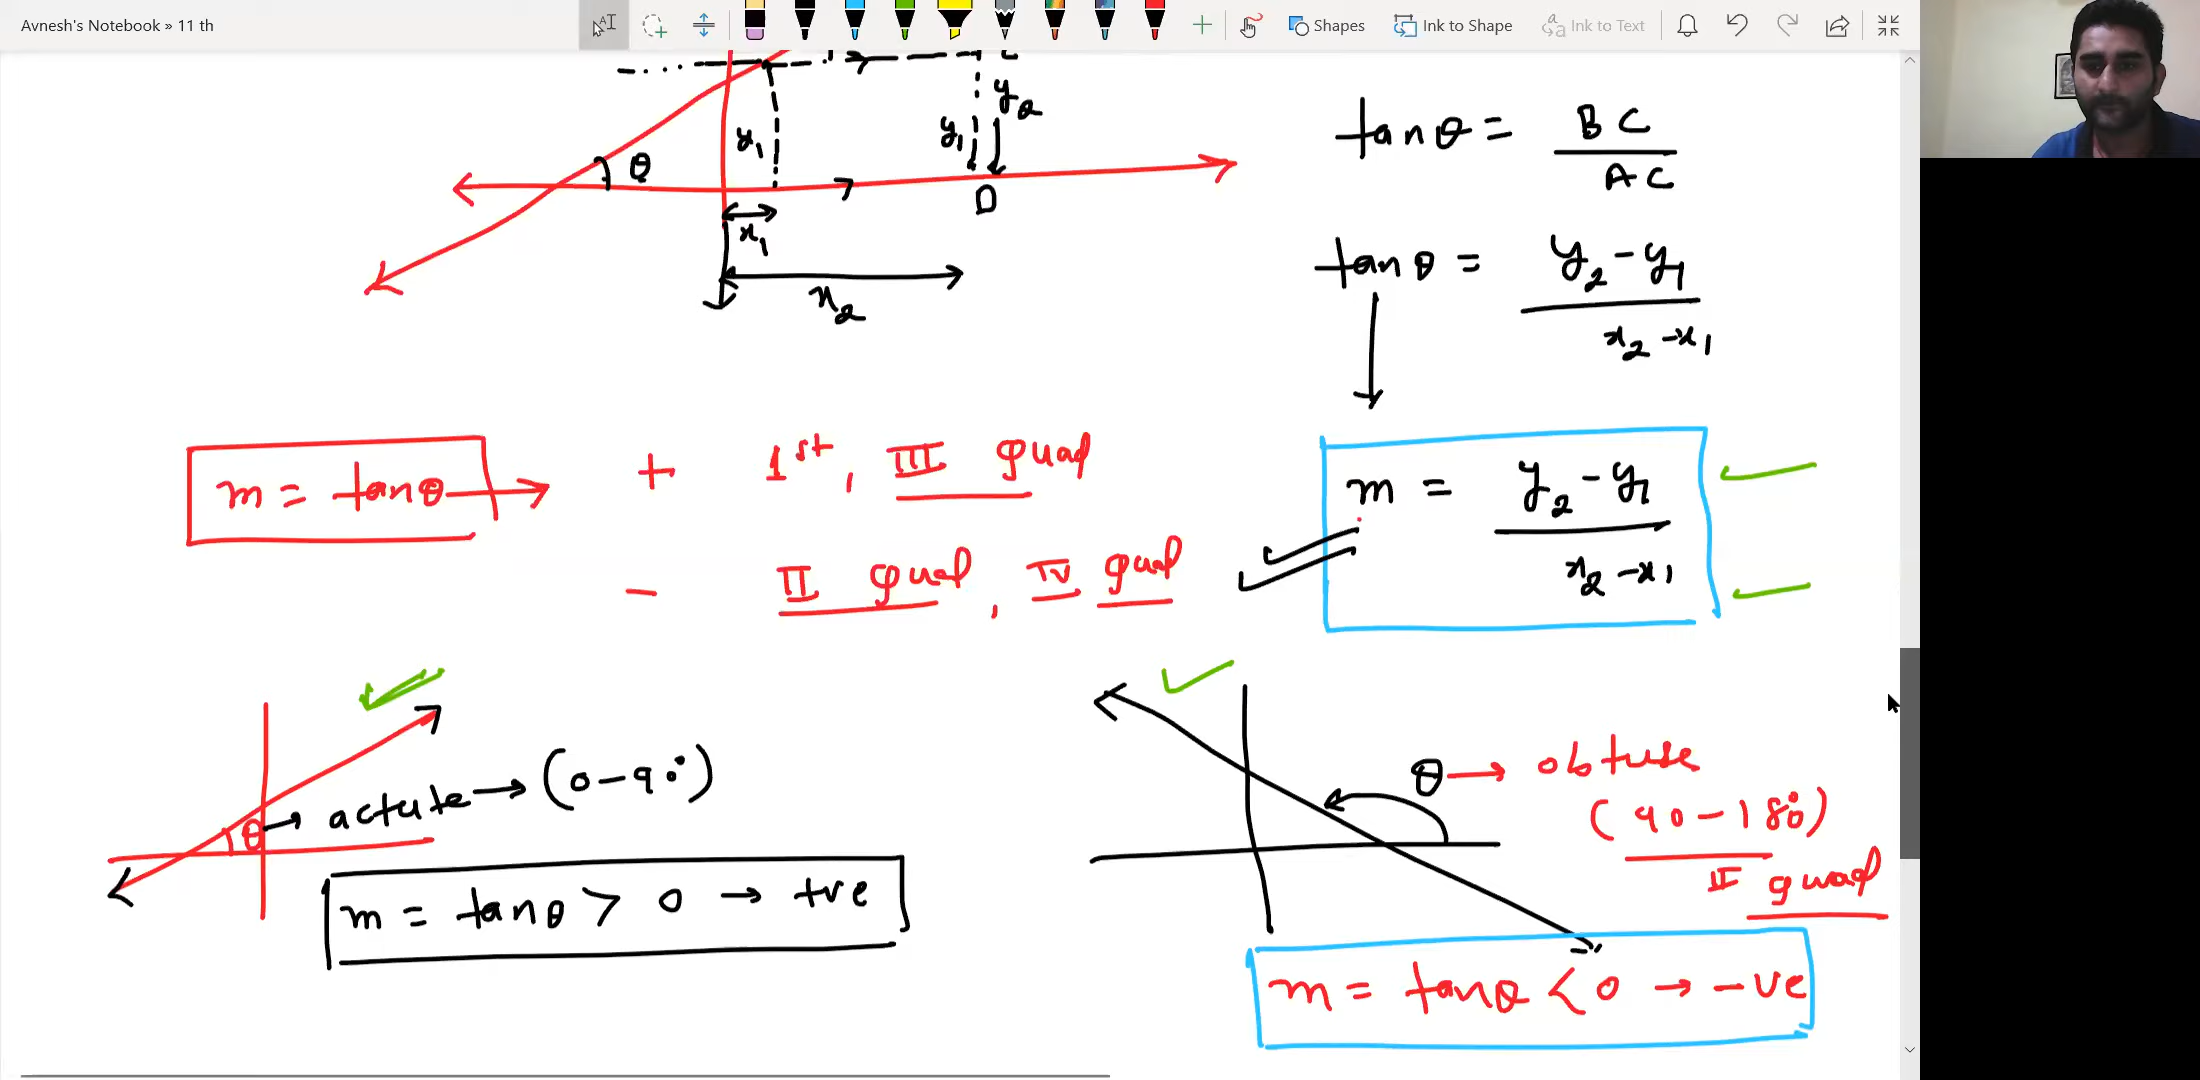 Avnesh's Notebook » 11 th
Shapes
Ink to Shape
Ink to Text
y2
y1
y1
θ
D
x1
x2
tanθ = BC / AC
tanθ = y2-y1 / x2-x1
m = tanθ → + 1st, III quad
- II quad, IV quad
m = y2-y1 / x2-x1
θ → actute → (0-90°)
m = tanθ > 0 → +ve
θ → obtuse
(90-180°)
II quad
m = tanθ < 0 → -ve